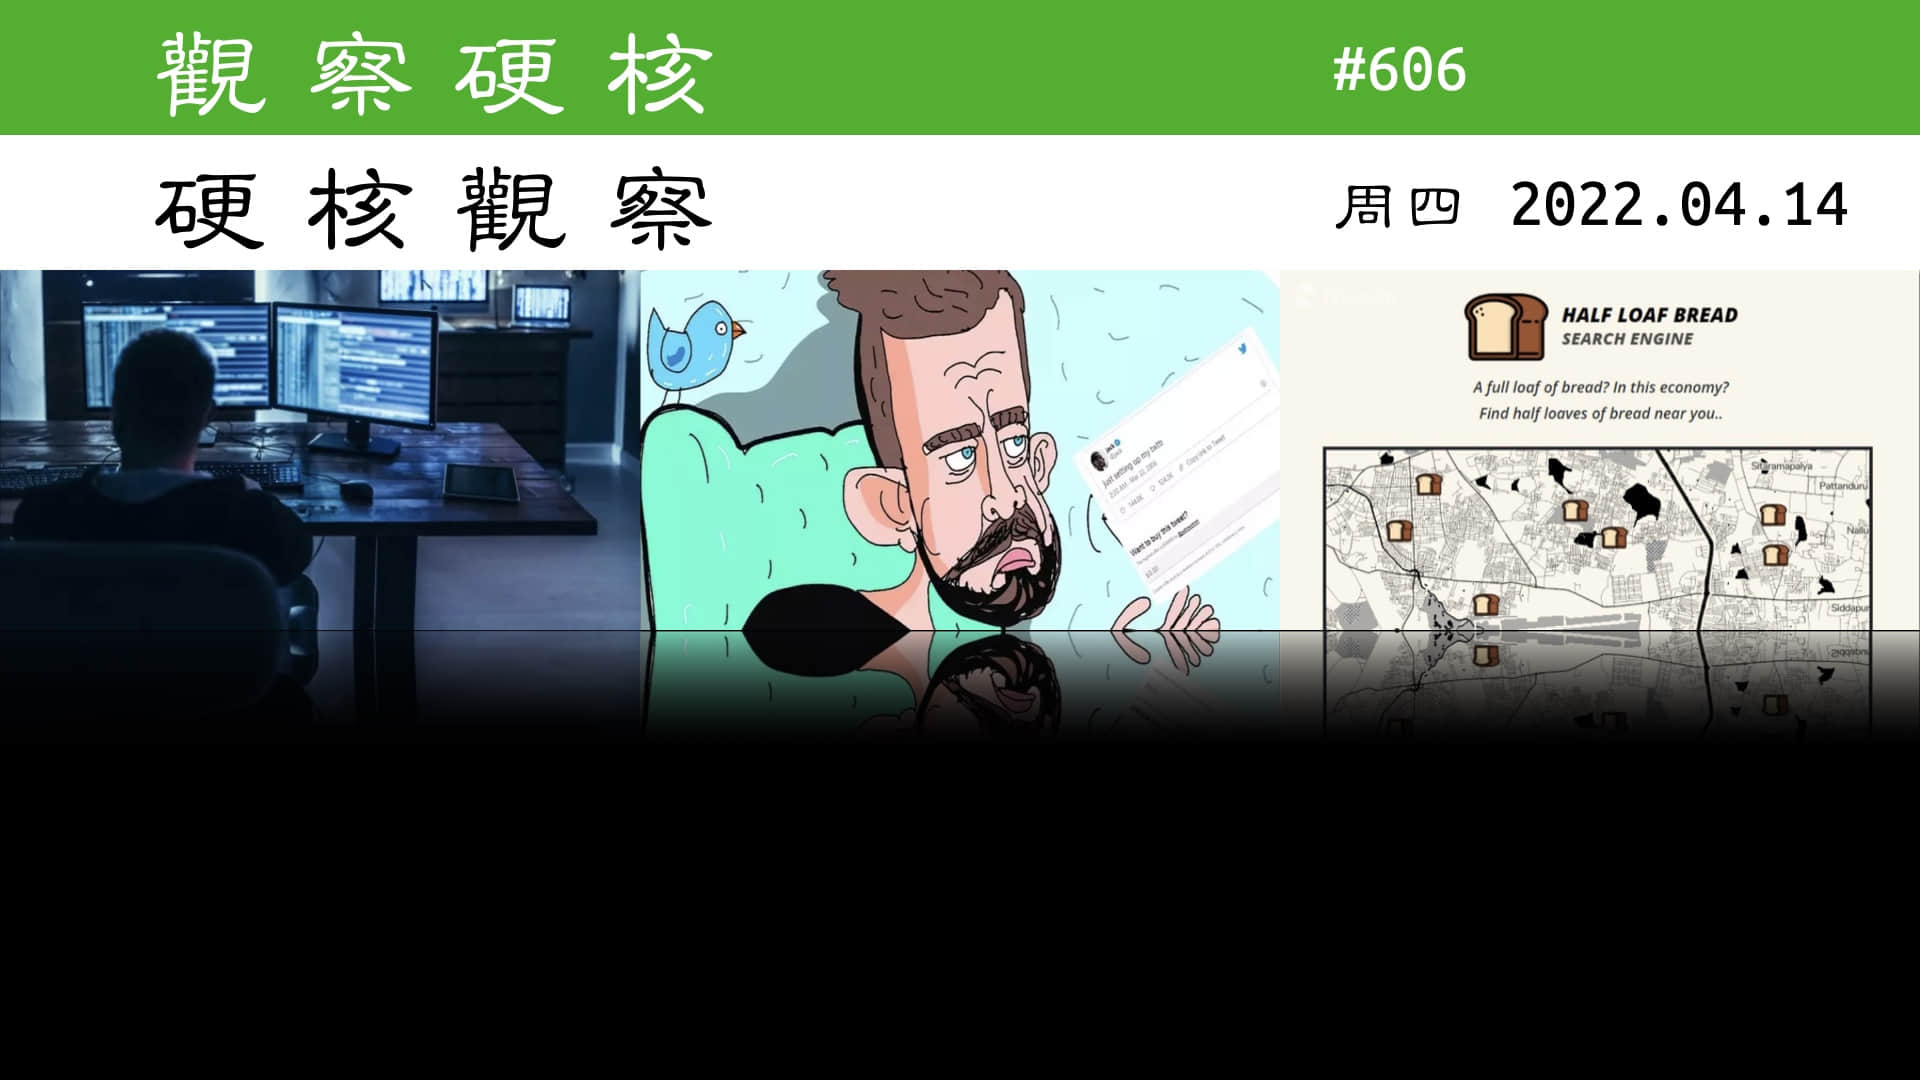 觀察硬核
#606
硬核觀察
周四 2022.04.14
jack
@jack
just setting up my twttr
Want to buy this tweet?
HALF LOAF BREAD
SEARCH ENGINE
A full loaf of bread? In this economy?
Find half loaves of bread near you..
Sitaramapalya
Pattandur
Nallu
Siddapur